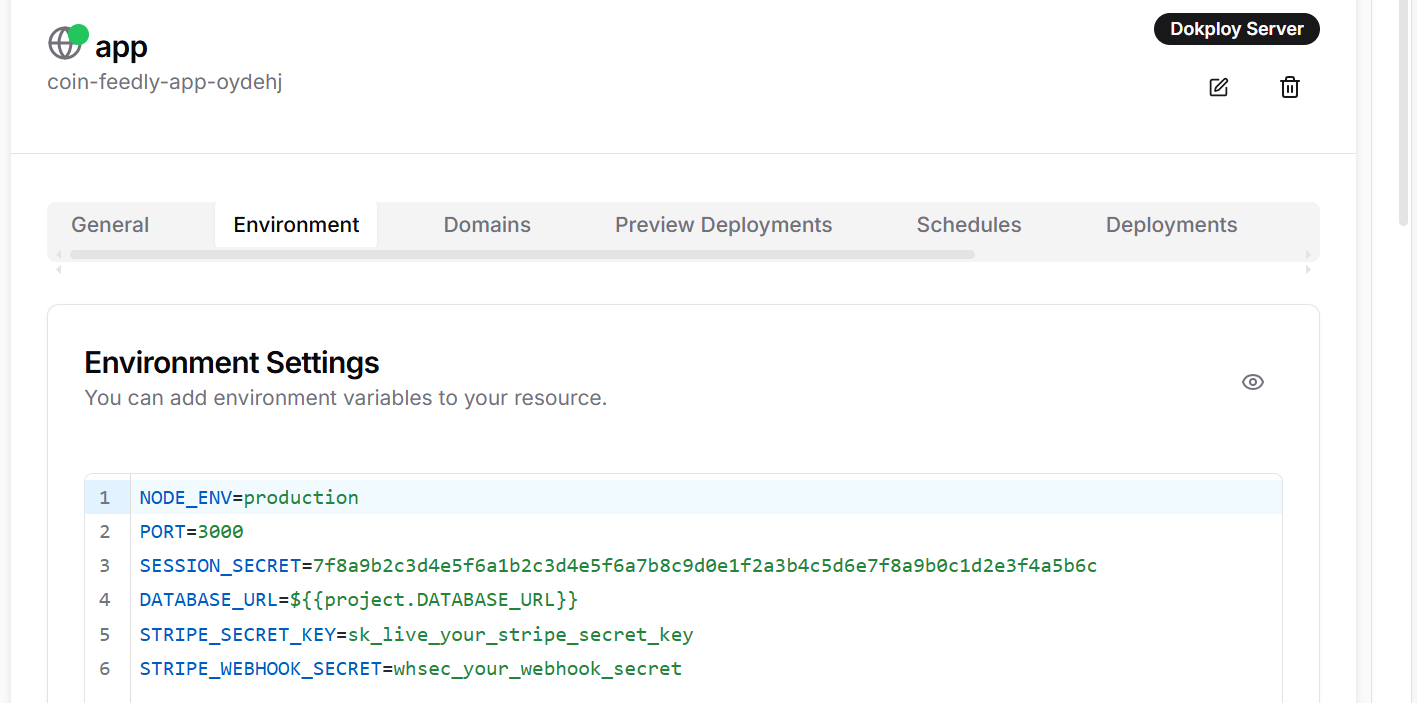 app
Dokploy Server
coin-feedly-app-oydehj
General Environment Domains Preview Deployments Schedules Deployments
Environment Settings
You can add environment variables to your resource.
1 NODE_ENV=production
2 PORT=3000
3 SESSION_SECRET=7f8a9b2c3d4e5f6a1b2c3d4e5f6a7b8c9d0e1f2a3b4c5d6e7f8a9b0c1d2e3f4a5b6c
4 DATABASE_URL=${{project.DATABASE_URL}}
5 STRIPE_SECRET_KEY=sk_live_your_stripe_secret_key
6 STRIPE_WEBHOOK_SECRET=whsec_your_webhook_secret